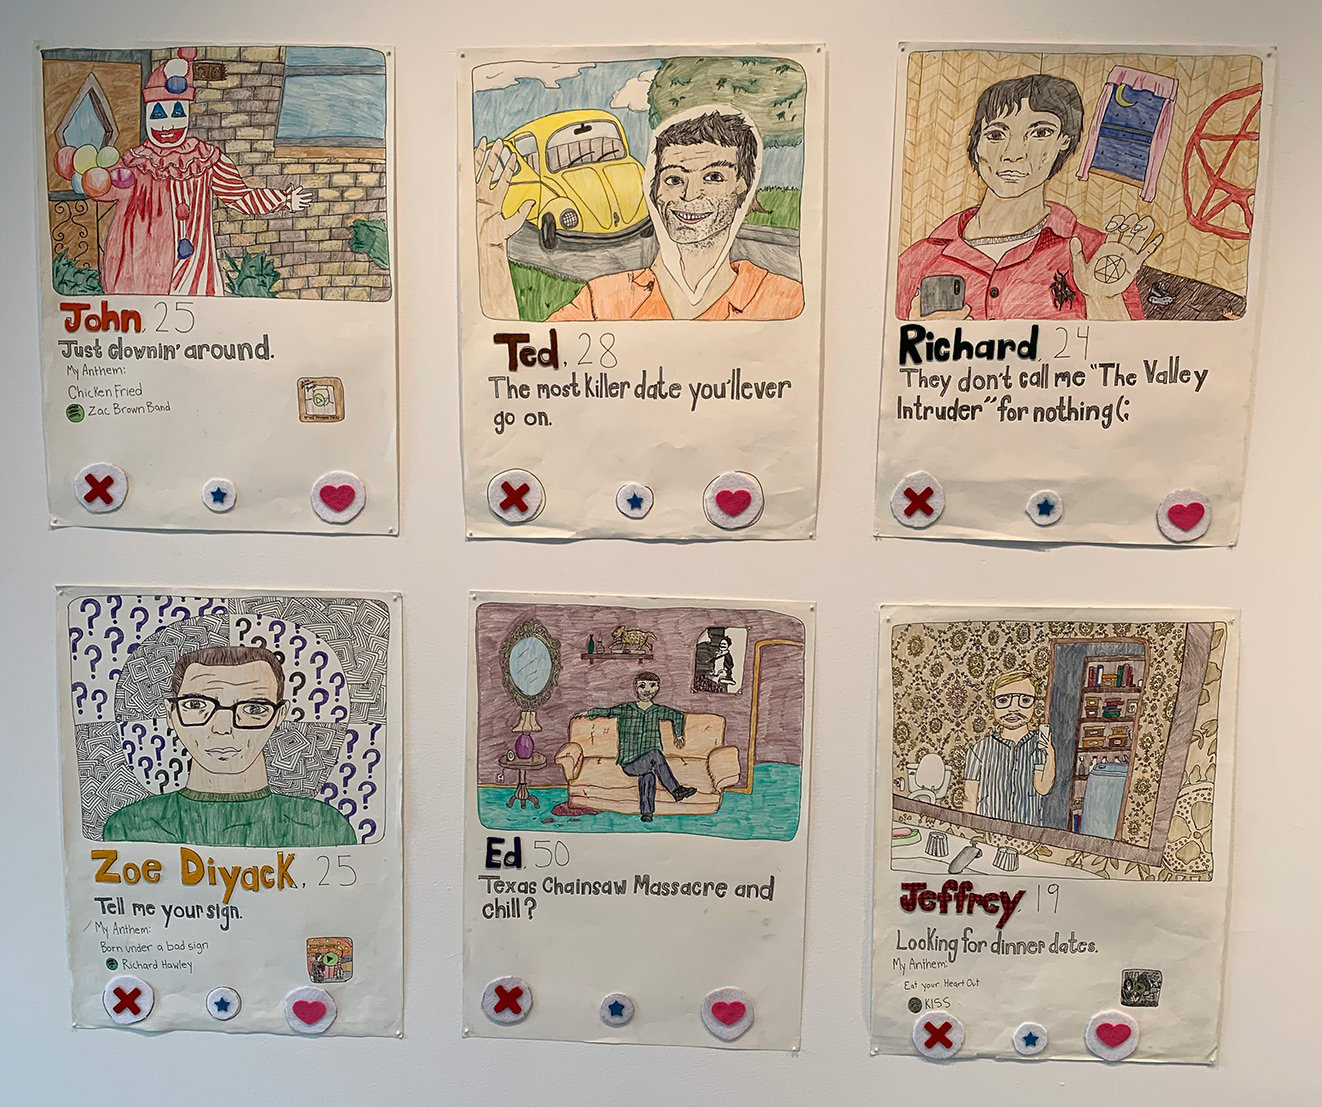 John, 25
Just clownin' around.
My Anthem:
Chicken Fried
Zac Brown Band
Ted, 28
The most killer date you'll ever
go on.
Richard, 24
They don't call me "The Valley
Intruder" for nothing(;
Zoe Diyack, 25
Tell me your sign.
My Anthem:
Born under a bad sign
Richard Hawley
Ed, 50
Texas Chainsaw Massacre and
chill?
Jeffrey, 19
Looking for dinner dates.
My Anthem:
Eat your Heart Out
KISS